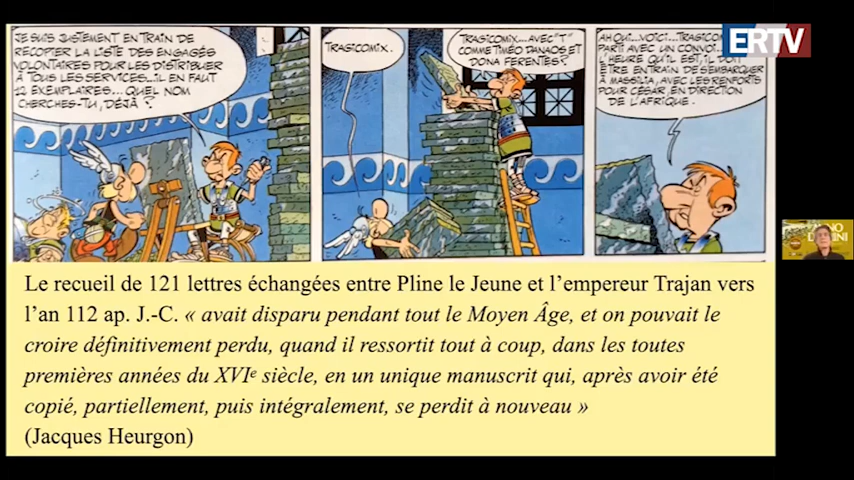 JE SUIS JUSTEMENT EN TRAIN DE
RECOPIER LA LISTE DES ENGAGÉS
VOLONTAIRES POUR LES DISTRIBUER
À TOUS LES SERVICES...IL EN FAUT
12 EXEMPLAIRES... QUEL NOM
CHERCHES-TU, DÉJÀ ?
TRAGICOMIX.
TRAGICOMIX...AVEC "T"
COMME TIMÉO DANAOS ET
DONA FERENTES ?
AH OUI...VOICI...
PARTI AVEC UN CONVOI...
L'HEURE QU'IL EST, IL DOIT
ÊTRE EN TRAIN DE S'EMBARQUER
À MASSILIA, AVEC LES RENFORTS
POUR CÉSAR, EN DIRECTION
DE L'AFRIQUE.
ERTV
Le recueil de 121 lettres échangées entre Pline le Jeune et l'empereur Trajan vers
l'an 112 ap. J.-C. « avait disparu pendant tout le Moyen Âge, et on pouvait le
croire définitivement perdu, quand il ressortit tout à coup, dans les toutes
premières années du XVIe siècle, en un unique manuscrit qui, après avoir été
copié, partiellement, puis intégralement, se perdit à nouveau »
(Jacques Heurgon)